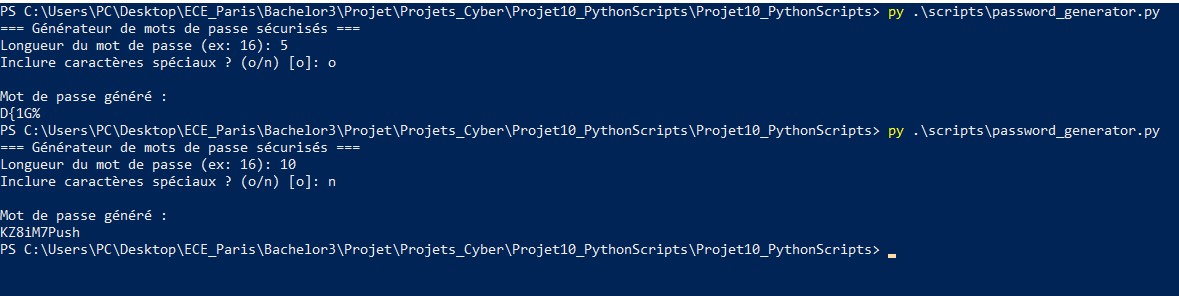 PS C:\Users\PC\Desktop\ECE_Paris\Bachelor3\Projet\Projets_Cyber\Projet10_PythonScripts\Projet10_PythonScripts> py .\scripts\password_generator.py
=== Générateur de mots de passe sécurisés ===
Longueur du mot de passe (ex: 16): 5
Inclure caractères spéciaux ? (o/n) [o]: o
Mot de passe généré :
D{1G%
PS C:\Users\PC\Desktop\ECE_Paris\Bachelor3\Projet\Projets_Cyber\Projet10_PythonScripts\Projet10_PythonScripts> py .\scripts\password_generator.py
=== Générateur de mots de passe sécurisés ===
Longueur du mot de passe (ex: 16): 10
Inclure caractères spéciaux ? (o/n) [o]: n
Mot de passe généré :
KZ8iM7Push
PS C:\Users\PC\Desktop\ECE_Paris\Bachelor3\Projet\Projets_Cyber\Projet10_PythonScripts\Projet10_PythonScripts>